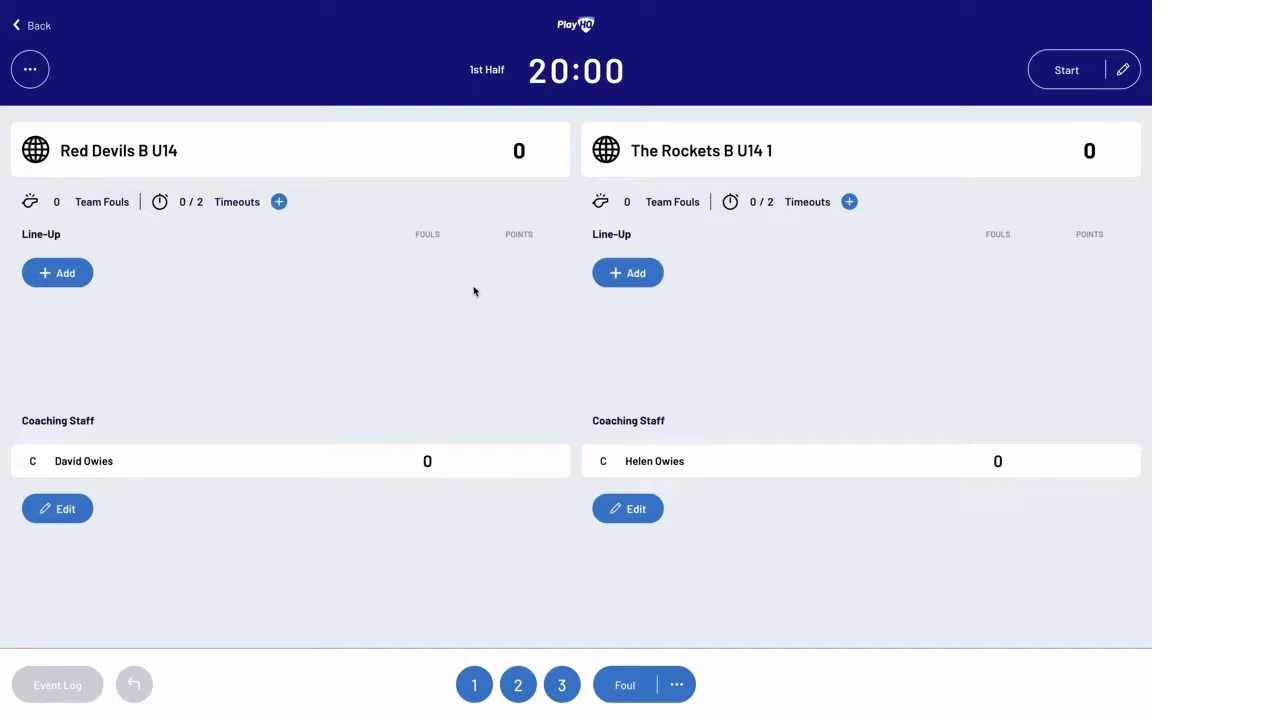 Back
PlayHQ
...
1st Half 20:00
Start
Red Devils B U14 0
0 Team Fouls 0 / 2 Timeouts +
Line-Up FOULS POINTS
+ Add
Coaching Staff
C David Owies 0
Edit
The Rockets B U14 1 0
0 Team Fouls 0 / 2 Timeouts +
Line-Up FOULS POINTS
+ Add
Coaching Staff
C Helen Owies 0
Edit
Event Log
1 2 3 Foul ...